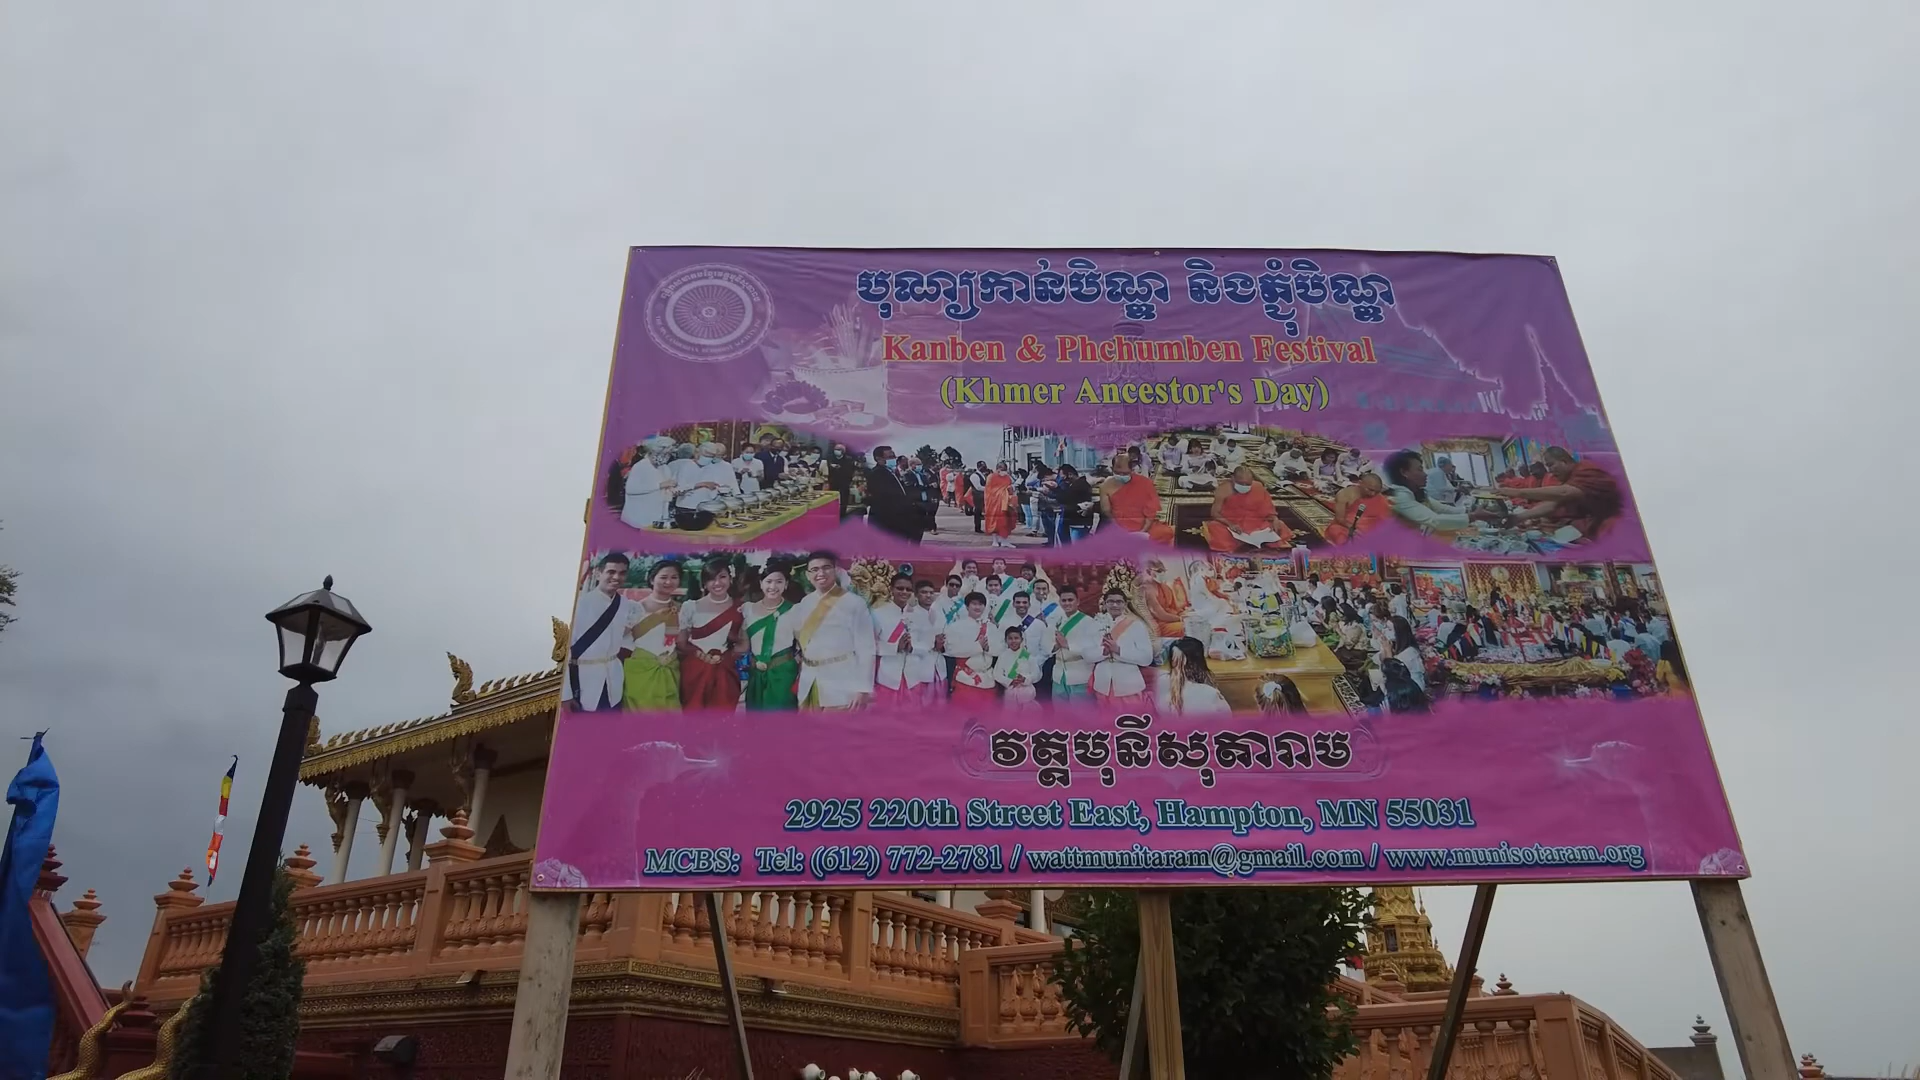 បុណ្យកាន់បិណ្ឌ និងភ្ជុំបិណ្ឌ
Kanben & Phchumben Festival
(Khmer Ancestor's Day)
វត្តមុនីសុតារាម
2925 220th Street East, Hampton, MN 55031
MCBS: Tel: (612) 772-2781 / wattmunitaram@gmail.com / www.munisotaram.org